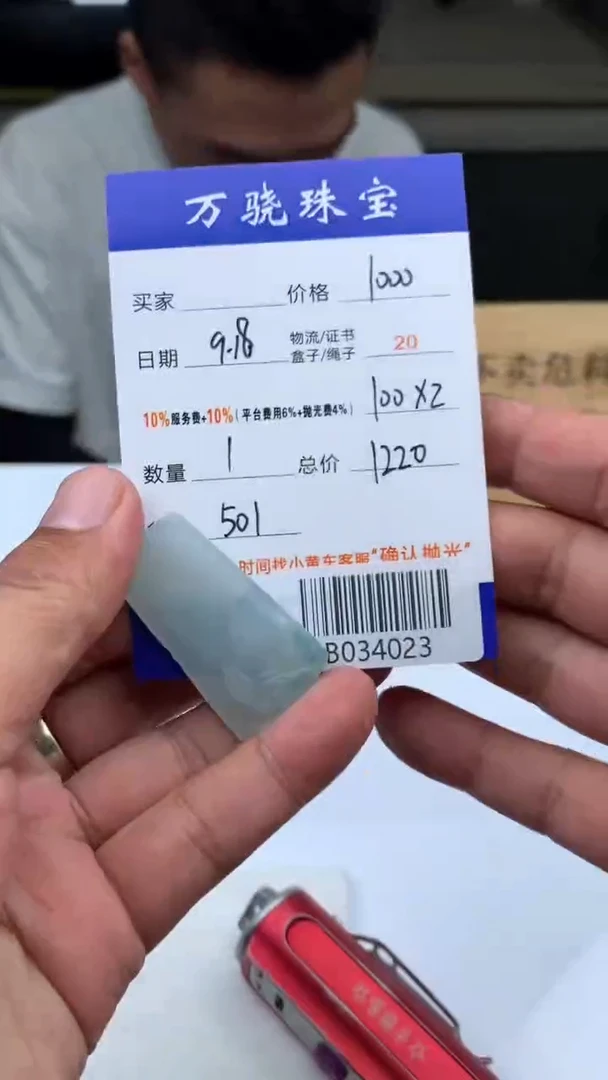 万骁珠宝
买家 价格 1000
日期 9.18 物流/证书 盒子/绳子 20
10%服务费+10%(平台费用6%+抛光费4%) 100×2
数量 1 总价 1220
501
时间找小黄车客服“确认抛光”
B034023